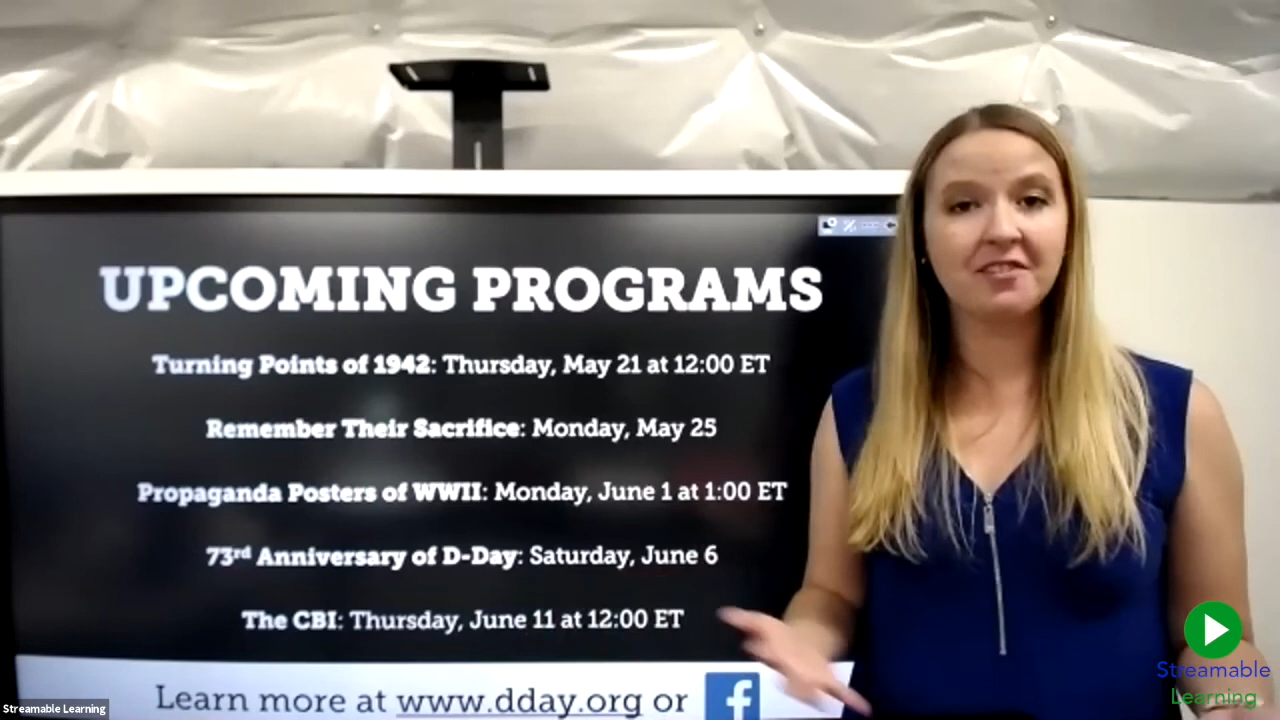 UPCOMING PROGRAMS
Turning Points of 1942: Thursday, May 21 at 12:00 ET
Remember Their Sacrifice: Monday, May 25
Propaganda Posters of WWII: Monday, June 1 at 1:00 ET
73rd Anniversary of D-Day: Saturday, June 6
The CBI: Thursday, June 11 at 12:00 ET
Learn more at www.dday.org or f
Streamable
Learning
Streamable Learning